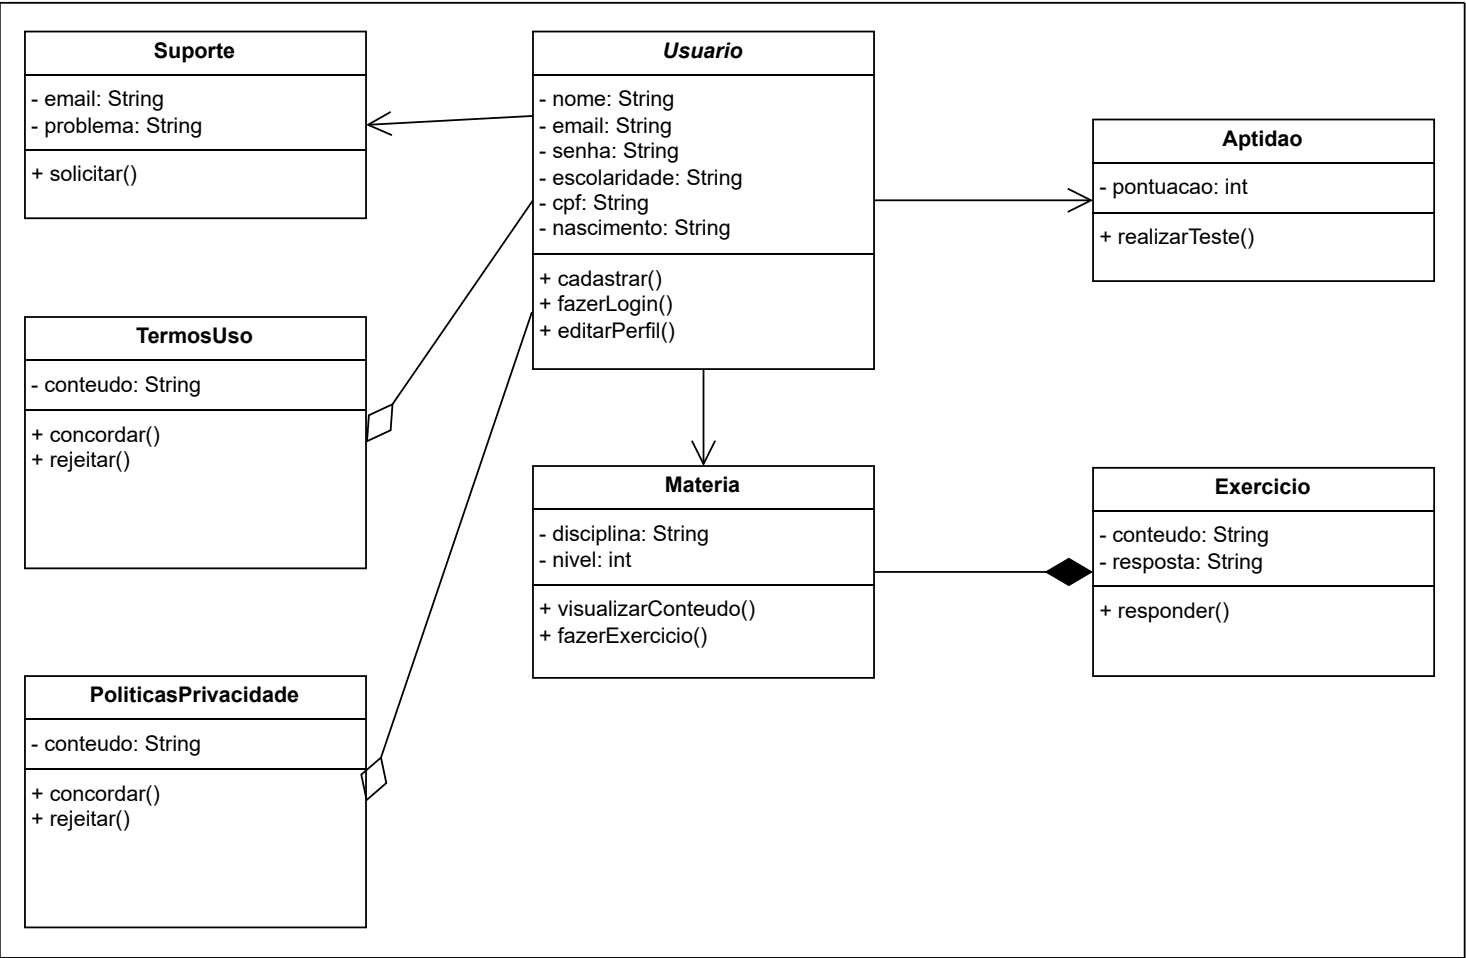 Suporte
- email: String
- problema: String
+ solicitar()
Usuario
- nome: String
- email: String
- senha: String
- escolaridade: String
- cpf: String
- nascimento: String
+ cadastrar()
+ fazerLogin()
+ editarPerfil()
Aptidao
- pontuacao: int
+ realizarTeste()
TermosUso
- conteudo: String
+ concordar()
+ rejeitar()
Materia
- disciplina: String
- nivel: int
+ visualizarConteudo()
+ fazerExercicio()
Exercicio
- conteudo: String
- resposta: String
+ responder()
PoliticasPrivacidade
- conteudo: String
+ concordar()
+ rejeitar()